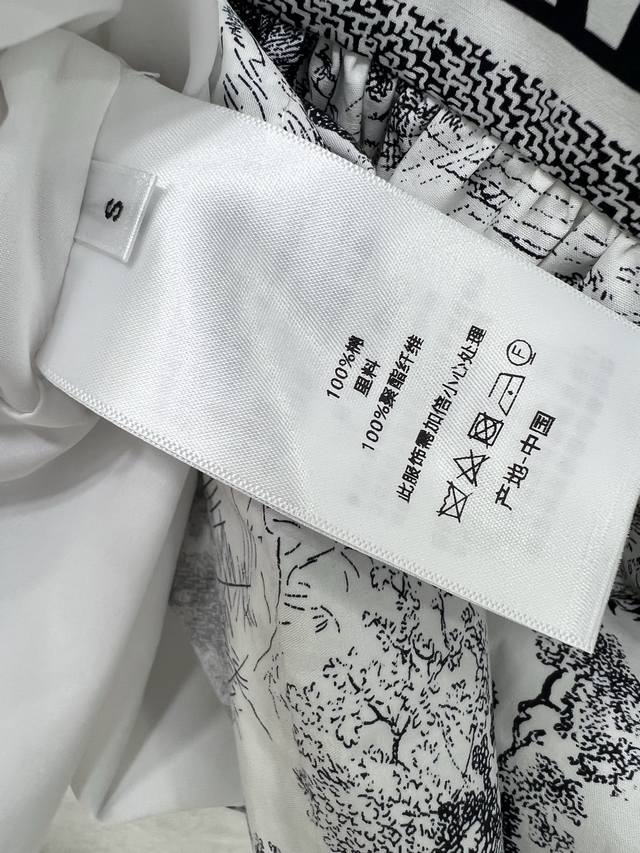 S
100%棉
里料
100%聚酯纤维
此服饰需加倍小心处理
F
产地-中国